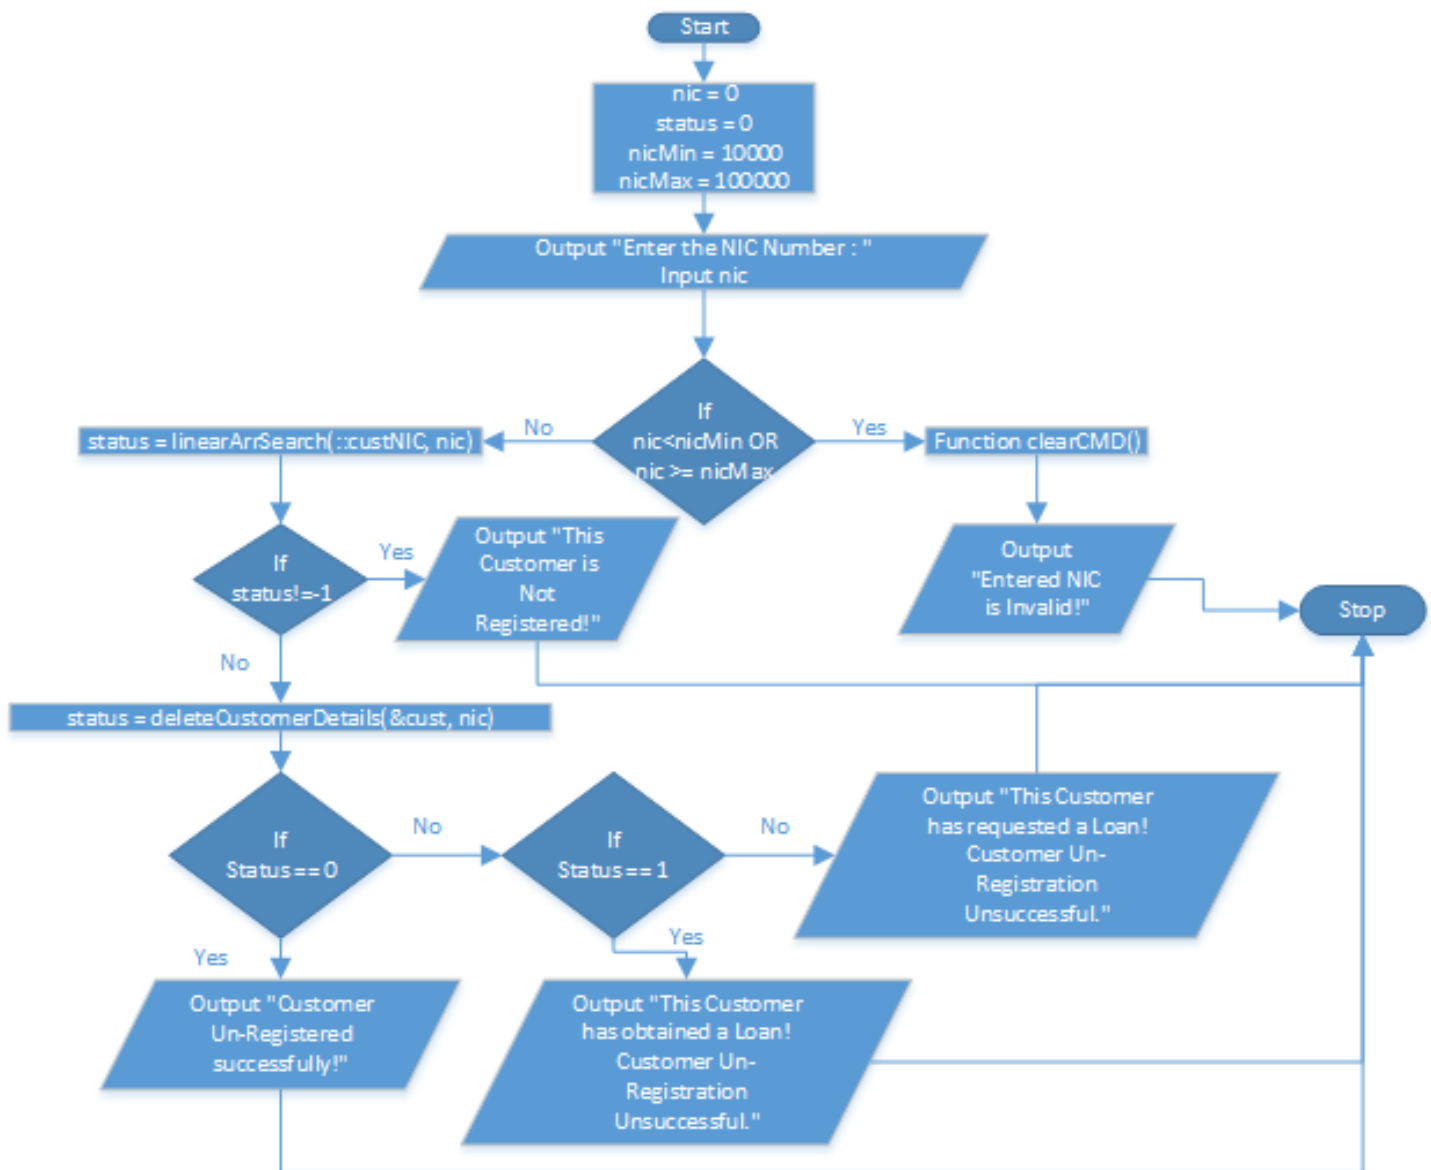 Start
nic = 0
status = 0
nicMin = 10000
nicMax = 100000
Output "Enter the NIC Number : "
Input nic
If
nic<nicMin OR
nic >= nicMax
No
Yes
status = linearArrSearch(::custNIC, nic)
Function clearCMD()
If
status!=-1
Yes
Output "This
Customer is
Not
Registered!"
Output
"Entered NIC
is Invalid!"
Stop
No
status = deleteCustomerDetails(&cust, nic)
If
Status == 0
No
If
Status == 1
No
Output "This Customer
has requested a Loan!
Customer Un-
Registration
Unsuccessful."
Yes
Yes
Output "Customer
Un-Registered
successfully!"
Output "This Customer
has obtained a Loan!
Customer Un-
Registration
Unsuccessful."